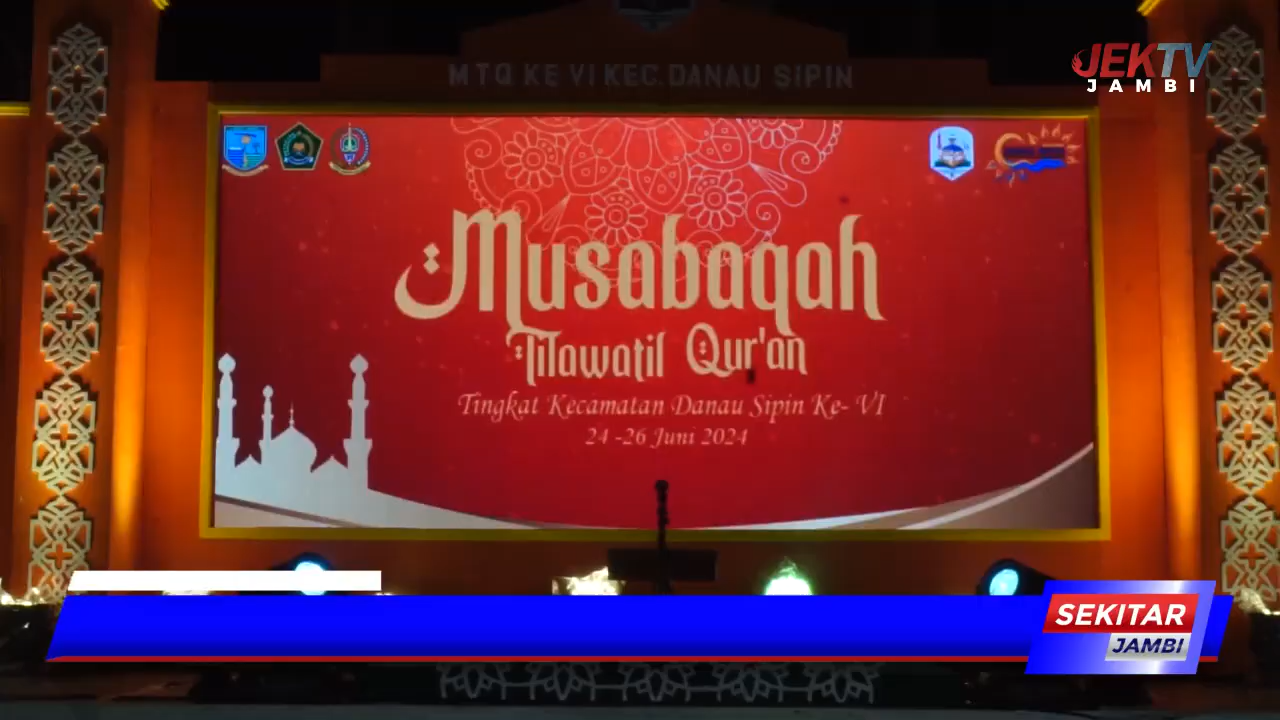 MTQ KE VI KEC.DANAU SIPIN
JEKTV
JAMBI
Musabaqah
Tilawatil Qur'an
Tingkat Kecamatan Danau Sipin Ke- VI
24 -26 Juni 2024
SEKITAR
JAMBI